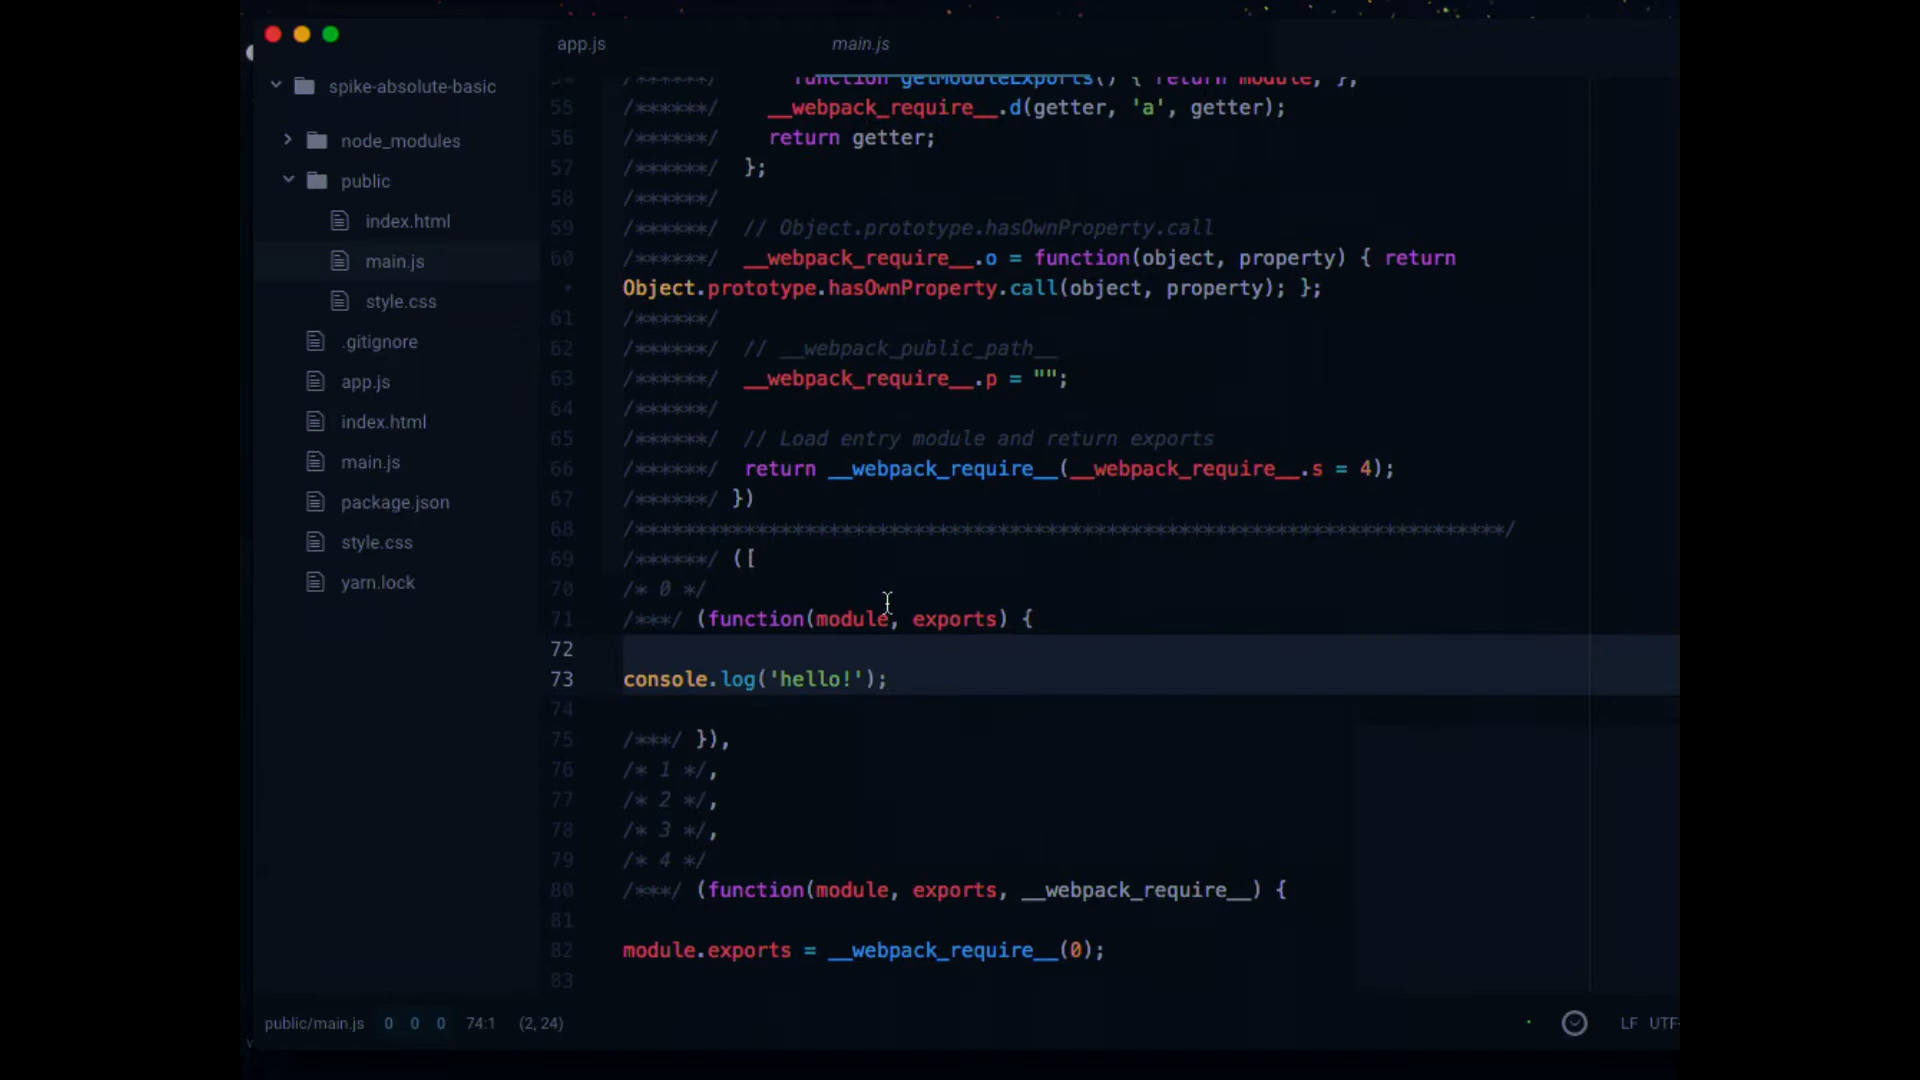 app.js
main.js
spike-absolute-basic
node_modules
public
index.html
main.js
style.css
.gitignore
app.js
index.html
main.js
package.json
style.css
yarn.lock
54 /******/ function getModuleExports() { return module; };
55 /******/ __webpack_require__.d(getter, 'a', getter);
56 /******/ return getter;
57 /******/ };
58 /******/
59 /******/ // Object.prototype.hasOwnProperty.call
60 /******/ __webpack_require__.o = function(object, property) { return
• Object.prototype.hasOwnProperty.call(object, property); };
61 /******/
62 /******/ // __webpack_public_path__
63 /******/ __webpack_require__.p = "";
64 /******/
65 /******/ // Load entry module and return exports
66 /******/ return __webpack_require__(__webpack_require__.s = 4);
67 /******/ })
68 /************************************************************************/
69 /******/ ([
70 /* 0 */
71 /***/ (function(module, exports) {
72
73 console.log('hello!');
74
75 /***/ }),
76 /* 1 */,
77 /* 2 */,
78 /* 3 */,
79 /* 4 */
80 /***/ (function(module, exports, __webpack_require__) {
81
82 module.exports = __webpack_require__(0);
83
public/main.js 0 0 0 74:1 (2, 24) LF UTF-